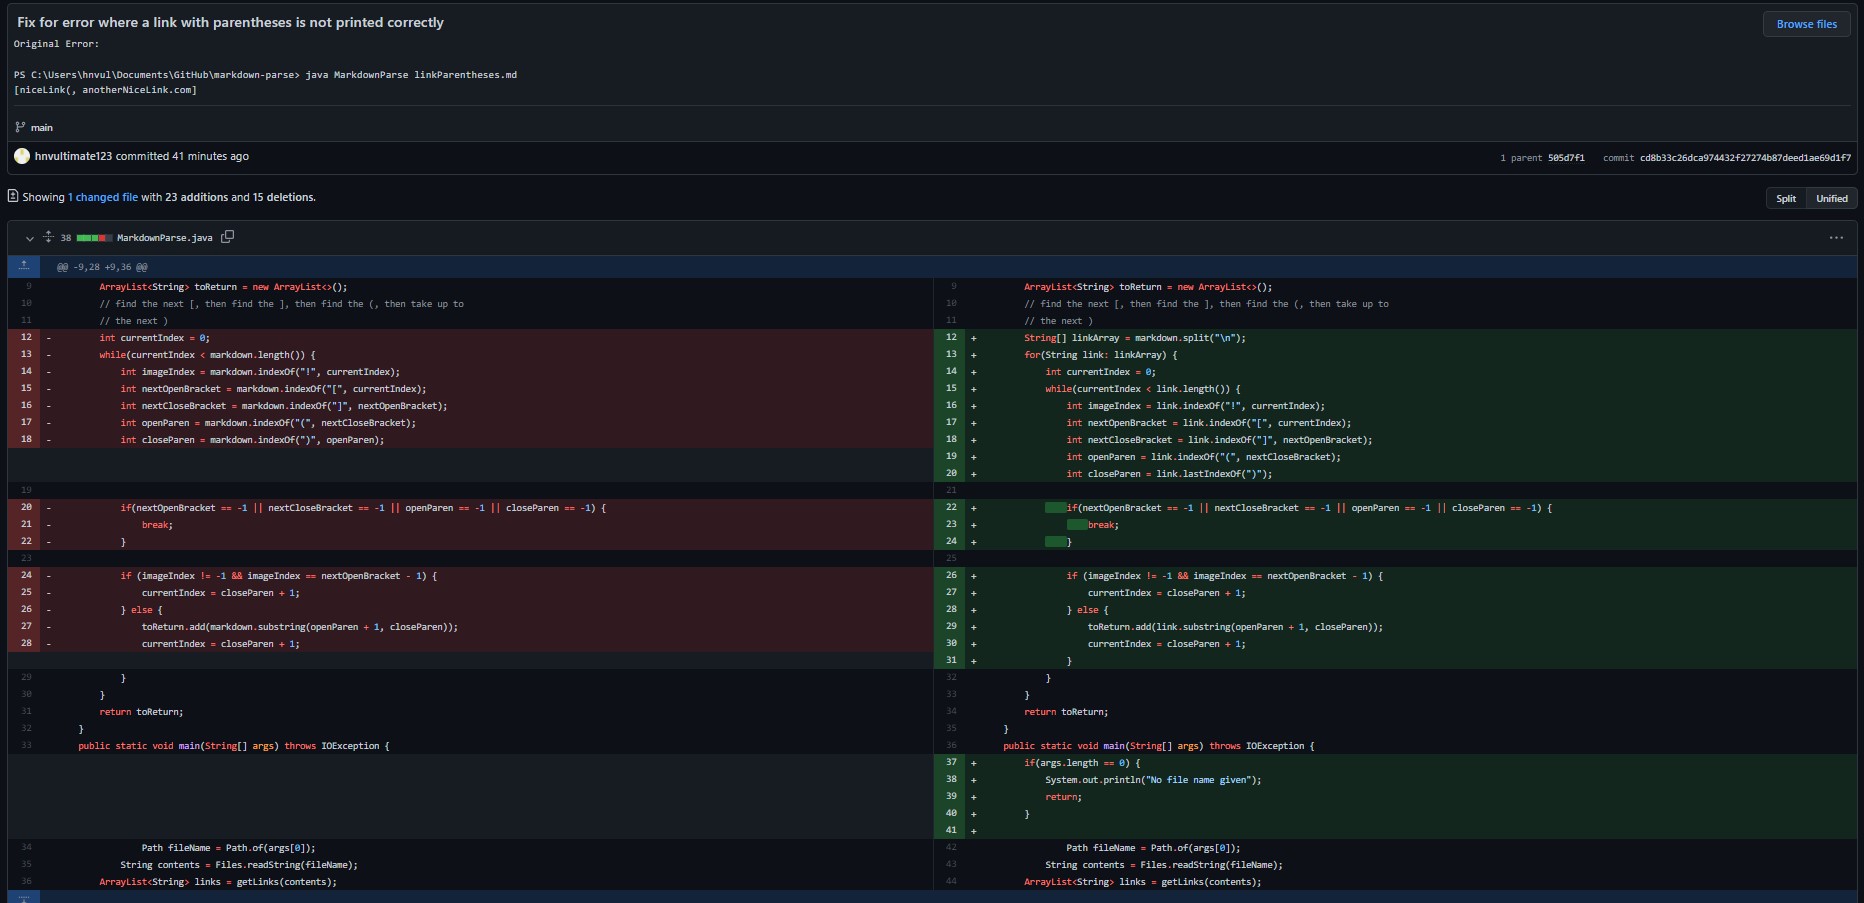 Fix for error where a link with parentheses is not printed correctly
Browse files
Original Error:
PS C:\Users\hnvul\Documents\GitHub\markdown-parse> java MarkdownParse linkParentheses.md
[niceLink(, anotherNiceLink.com]
main
hnvultimate123 committed 41 minutes ago
1 parent 505d7f1 commit cd8b33c26dca974432f27274b87deed1ae69d1f7
Showing 1 changed file with 23 additions and 15 deletions.
Split Unified
38 MarkdownParse.java
@@ -9,28 +9,36 @@
9 ArrayList<String> toReturn = new ArrayList<>();
10 // find the next [, then find the ], then find the (, then take up to
11 // the next )
12 - int currentIndex = 0;
13 - while(currentIndex < markdown.length()) {
14 - int imageIndex = markdown.indexOf("!", currentIndex);
15 - int nextOpenBracket = markdown.indexOf("[", currentIndex);
16 - int nextCloseBracket = markdown.indexOf("]", nextOpenBracket);
17 - int openParen = markdown.indexOf("(", nextCloseBracket);
18 - int closeParen = markdown.indexOf(")", openParen);
19
20 - if(nextOpenBracket == -1 || nextCloseBracket == -1 || openParen == -1 || closeParen == -1) {
21 - break;
22 - }
23
24 - if (imageIndex != -1 && imageIndex == nextOpenBracket - 1) {
25 - currentIndex = closeParen + 1;
26 - } else {
27 - toReturn.add(markdown.substring(openParen + 1, closeParen));
28 - currentIndex = closeParen + 1;
29 }
30 }
31 return toReturn;
32 }
33 public static void main(String[] args) throws IOException {
34 Path fileName = Path.of(args[0]);
35 String contents = Files.readString(fileName);
36 ArrayList<String> links = getLinks(contents);
9 ArrayList<String> toReturn = new ArrayList<>();
10 // find the next [, then find the ], then find the (, then take up to
11 // the next )
12 + String[] linkArray = markdown.split("\n");
13 + for(String link: linkArray) {
14 + int currentIndex = 0;
15 + while(currentIndex < link.length()) {
16 + int imageIndex = link.indexOf("!", currentIndex);
17 + int nextOpenBracket = link.indexOf("[", currentIndex);
18 + int nextCloseBracket = link.indexOf("]", nextOpenBracket);
19 + int openParen = link.indexOf("(", nextCloseBracket);
20 + int closeParen = link.lastIndexOf(")");
21
22 + if(nextOpenBracket == -1 || nextCloseBracket == -1 || openParen == -1 || closeParen == -1) {
23 + break;
24 + }
25
26 + if (imageIndex != -1 && imageIndex == nextOpenBracket - 1) {
27 + currentIndex = closeParen + 1;
28 + } else {
29 + toReturn.add(link.substring(openParen + 1, closeParen));
30 + currentIndex = closeParen + 1;
31 + }
32 }
33 }
34 return toReturn;
35 }
36 public static void main(String[] args) throws IOException {
37 + if(args.length == 0) {
38 + System.out.println("No file name given");
39 + return;
40 + }
41 +
42 Path fileName = Path.of(args[0]);
43 String contents = Files.readString(fileName);
44 ArrayList<String> links = getLinks(contents);